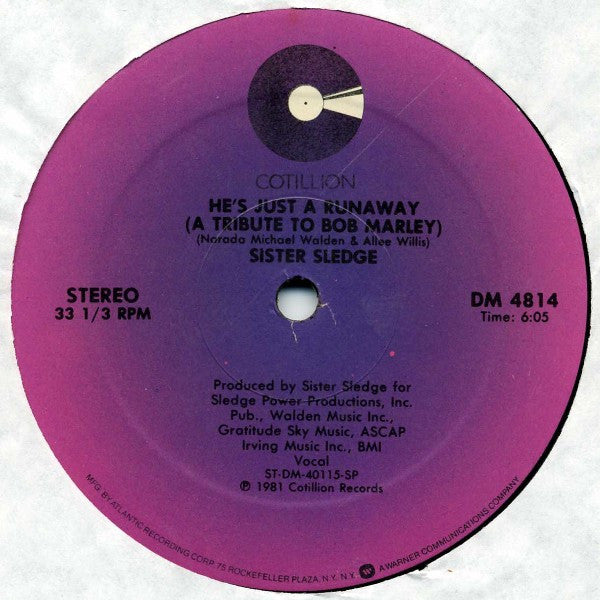 COTILLION
HE'S JUST A RUNAWAY
(A TRIBUTE TO BOB MARLEY)
(Norada Michael Walden & Allee Willis)
SISTER SLEDGE
STEREO
33 1/3 RPM
DM 4814
Time: 6:05
Produced by Sister Sledge for
Sledge Power Productions, Inc.
Pub., Walden Music Inc.,
Gratitude Sky Music, ASCAP
Irving Music Inc., BMI
Vocal
ST-DM-40115-SP
℗ 1981 Cotillion Records
MFG. BY ATLANTIC RECORDING CORP. 75 ROCKEFELLER PLAZA, N.Y. N.Y. W A WARNER COMMUNICATIONS COMPANY